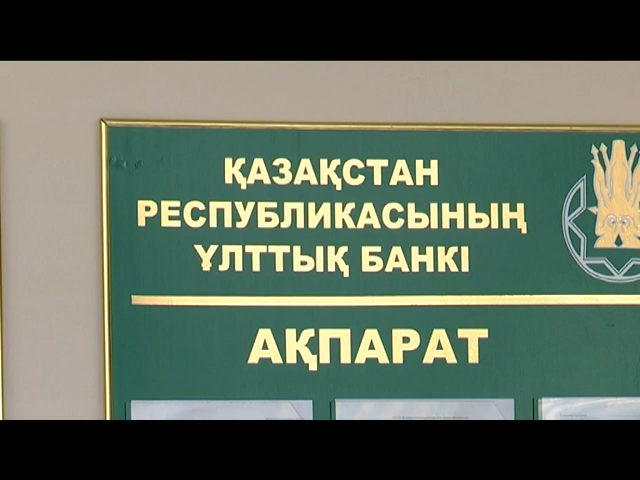 ҚАЗАҚСТАН
РЕСПУБЛИКАСЫНЫҢ
ҰЛТТЫҚ БАНКІ
АҚПАРАТ